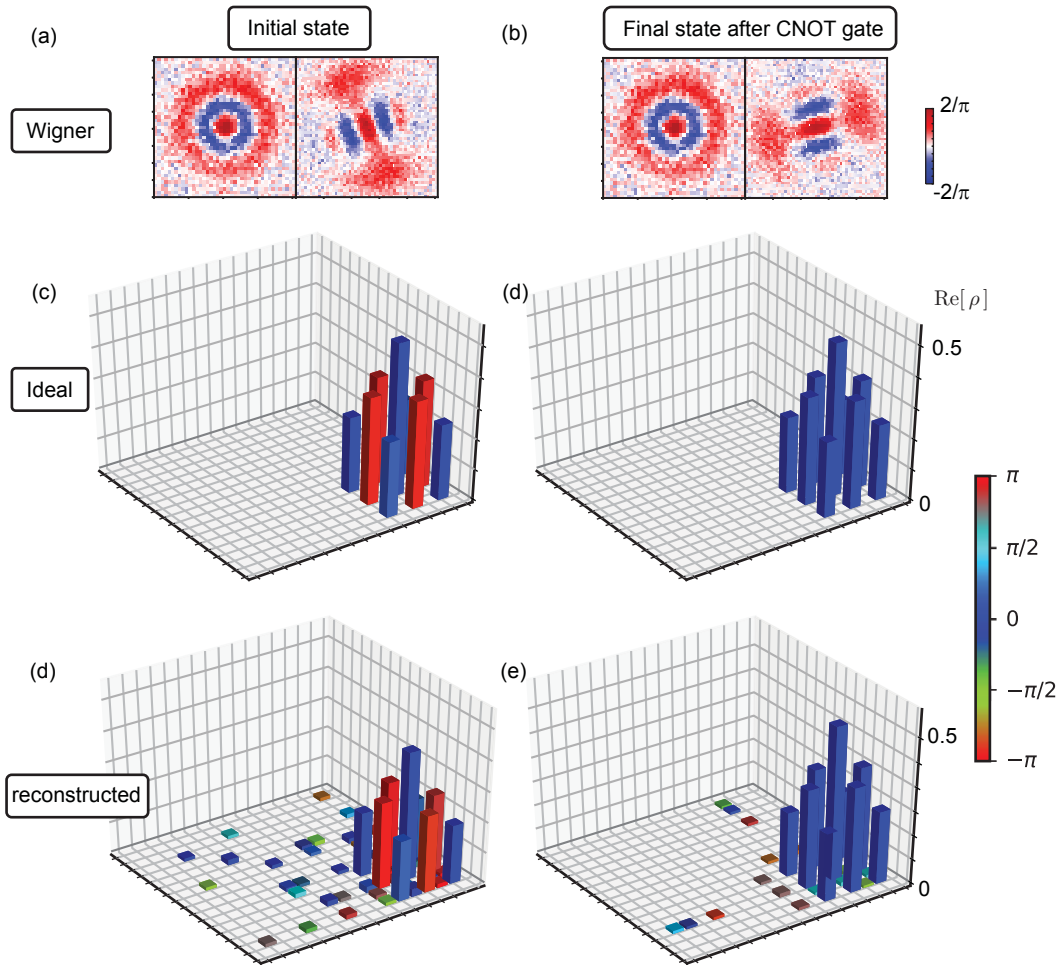 (a)
Initial state
(b)
Final state after CNOT gate
Wigner
2/π
-2/π
(c)
(d)
Re[ρ]
0.5
Ideal
0
π
π/2
0
−π/2
−π
(d)
(e)
0.5
reconstructed
0